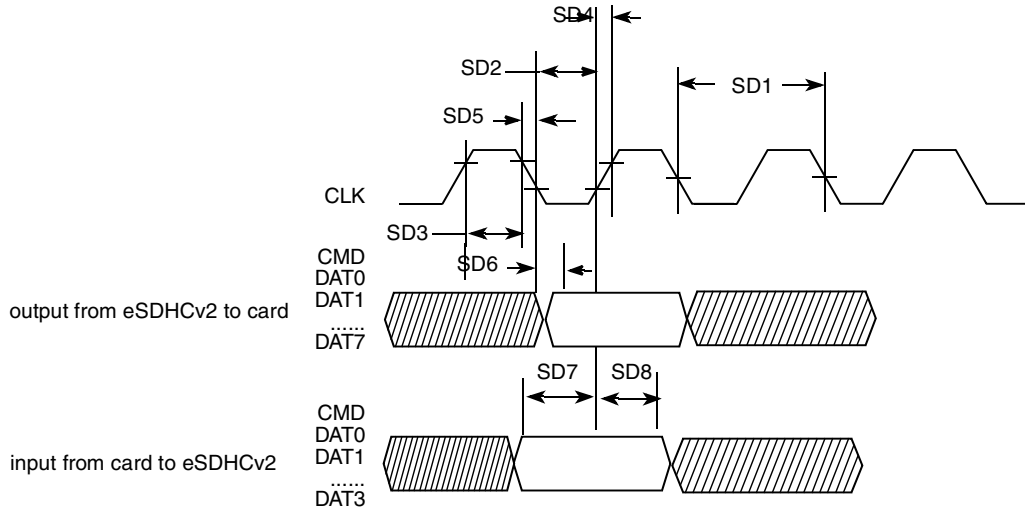 SD4
SD2
SD1
SD5
CLK
SD3
CMD
SD6
DAT0
output from eSDHCv2 to card
DAT1
......
DAT7
SD7
SD8
CMD
DAT0
input from card to eSDHCv2
DAT1
......
DAT3